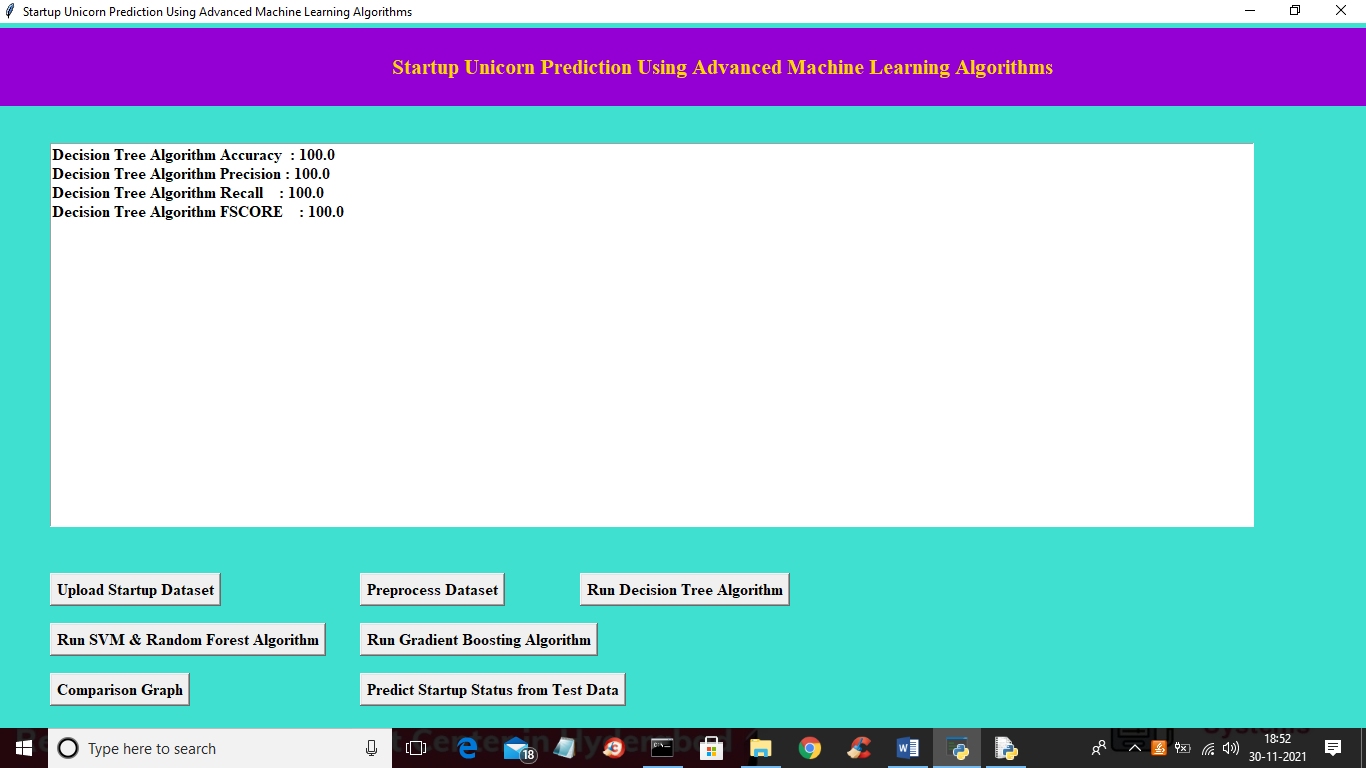 Startup Unicorn Prediction Using Advanced Machine Learning Algorithms
Startup Unicorn Prediction Using Advanced Machine Learning Algorithms
Decision Tree Algorithm Accuracy : 100.0
Decision Tree Algorithm Precision : 100.0
Decision Tree Algorithm Recall : 100.0
Decision Tree Algorithm FSCORE : 100.0
Upload Startup Dataset
Preprocess Dataset
Run Decision Tree Algorithm
Run SVM & Random Forest Algorithm
Run Gradient Boosting Algorithm
Comparison Graph
Predict Startup Status from Test Data
Type here to search
18
18:52
30-11-2021